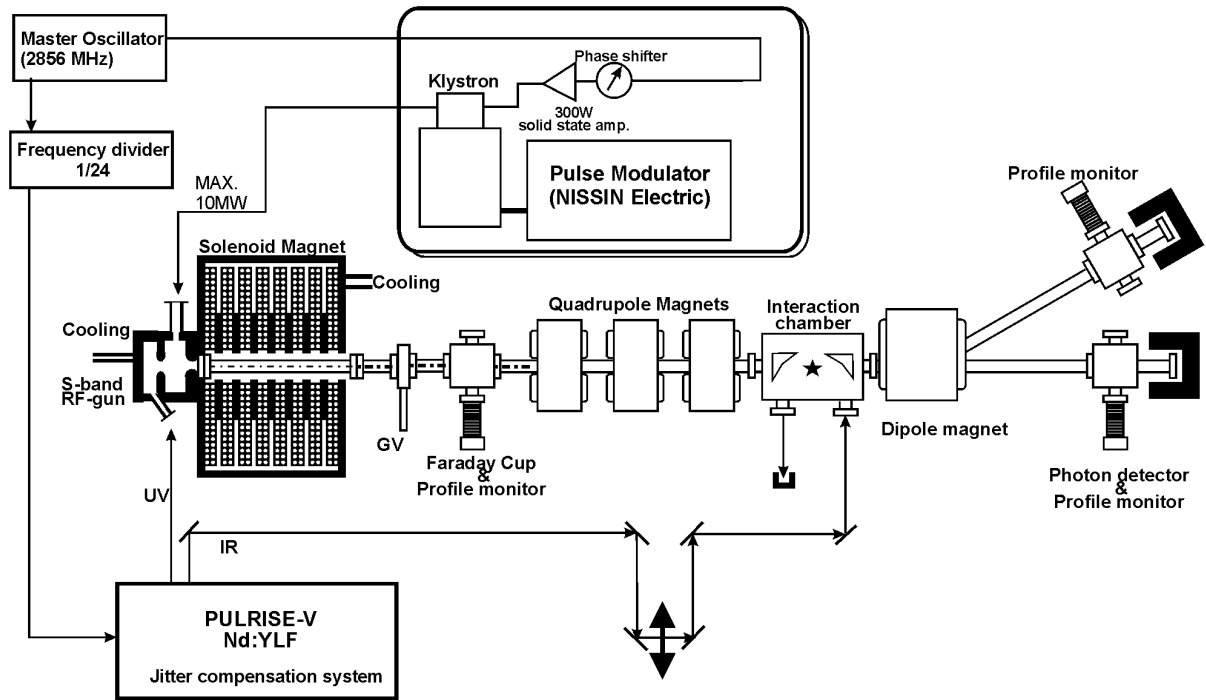 Master Oscillator
(2856 MHz)
Phase shifter
Klystron
300W
solid state amp.
Frequency divider
1/24
Pulse Modulator
(NISSIN Electric)
MAX.
10MW
Profile monitor
Solenoid Magnet
Cooling
Quadrupole Magnets
Interaction
chamber
Cooling
S-band
RF-gun
GV
Dipole magnet
Faraday Cup
&
Profile monitor
Photon detector
&
Profile monitor
UV
IR
PULRISE-V
Nd:YLF
Jitter compensation system